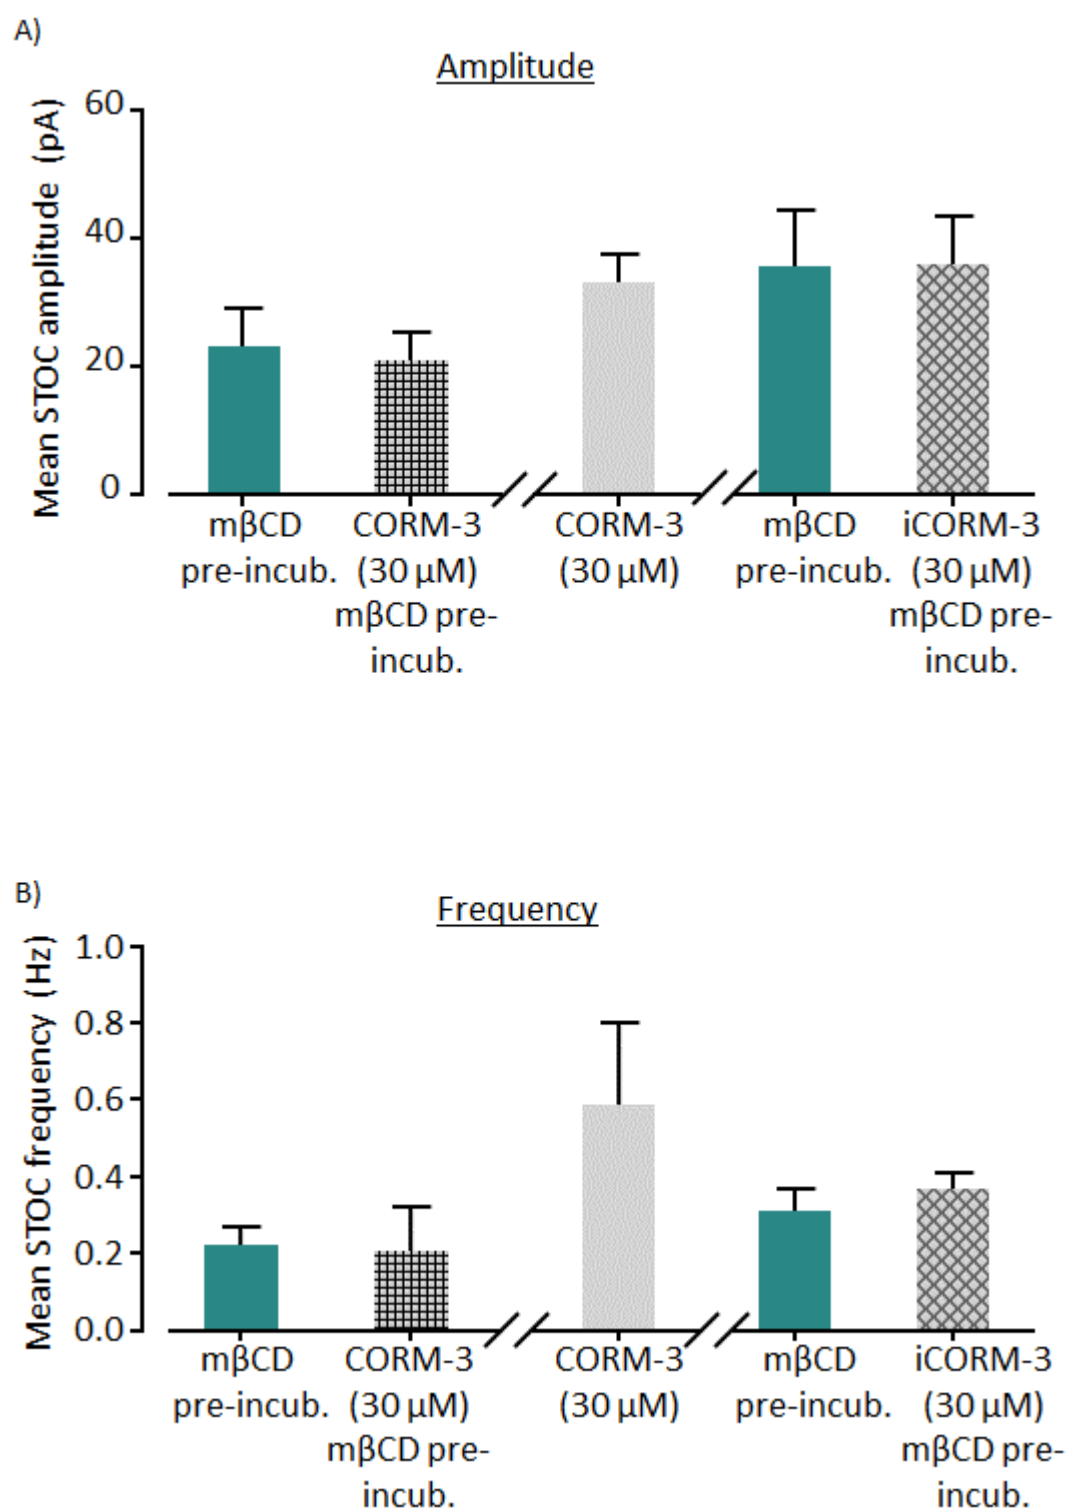 A)
Amplitude
Mean STOC amplitude (pA)
60
40
20
0
mβCD
pre-incub.
CORM-3
(30 µM)
mβCD pre-
incub.
CORM-3
(30 µM)
mβCD
pre-incub.
iCORM-3
(30 µM)
mβCD pre-
incub.
B)
Frequency
Mean STOC frequency (Hz)
1.0
0.8
0.6
0.4
0.2
0.0
mβCD
pre-incub.
CORM-3
(30 µM)
mβCD pre-
incub.
CORM-3
(30 µM)
mβCD
pre-incub.
iCORM-3
(30 µM)
mβCD pre-
incub.